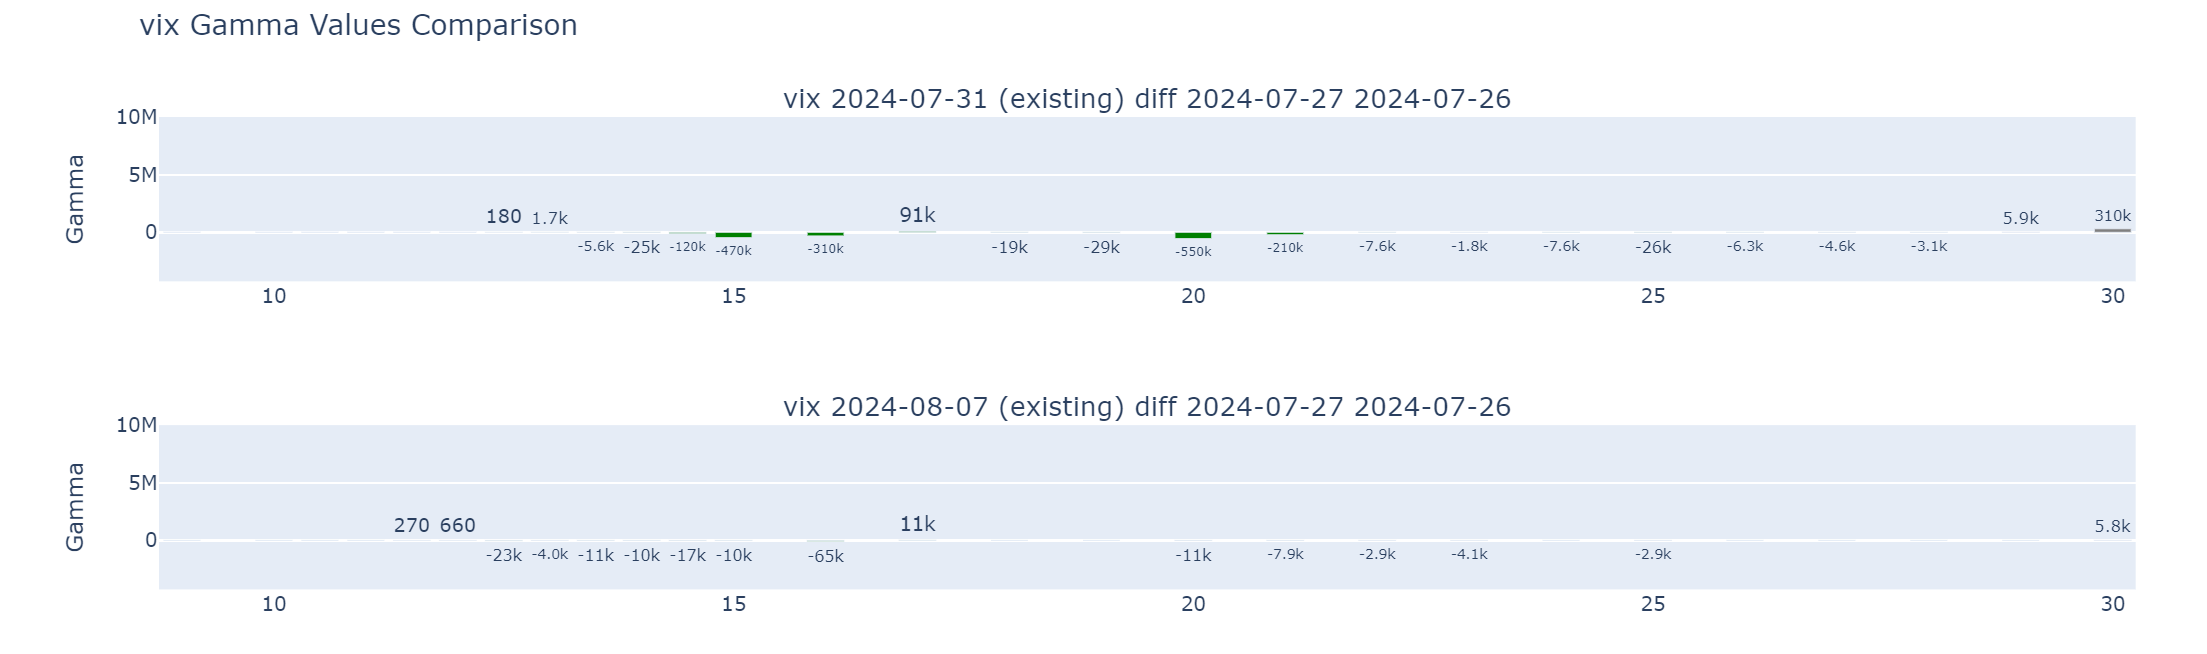 vix Gamma Values Comparison
vix 2024-07-31 (existing) diff 2024-07-27 2024-07-26
10M
5M
0
Gamma
180 1.7k 91k 5.9k 310k
-5.6k -25k -120k -470k -310k -19k -29k -550k -210k -7.6k -1.8k -7.6k -26k -6.3k -4.6k -3.1k
10 15 20 25 30
vix 2024-08-07 (existing) diff 2024-07-27 2024-07-26
10M
5M
0
Gamma
270 660 11k 5.8k
-23k -4.0k -11k -10k -17k -10k -65k -11k -7.9k -2.9k -4.1k -2.9k
10 15 20 25 30